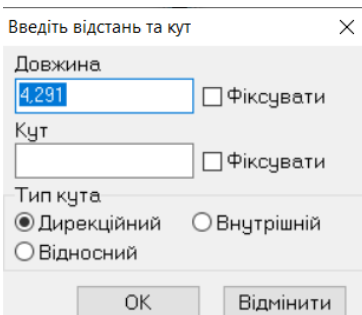 Введіть відстань та кут
Довжина
4,291
Фіксувати
Кут
Фіксувати
Тип кута
Дирекційний Внутрішній
Відносний
OK Відмінити